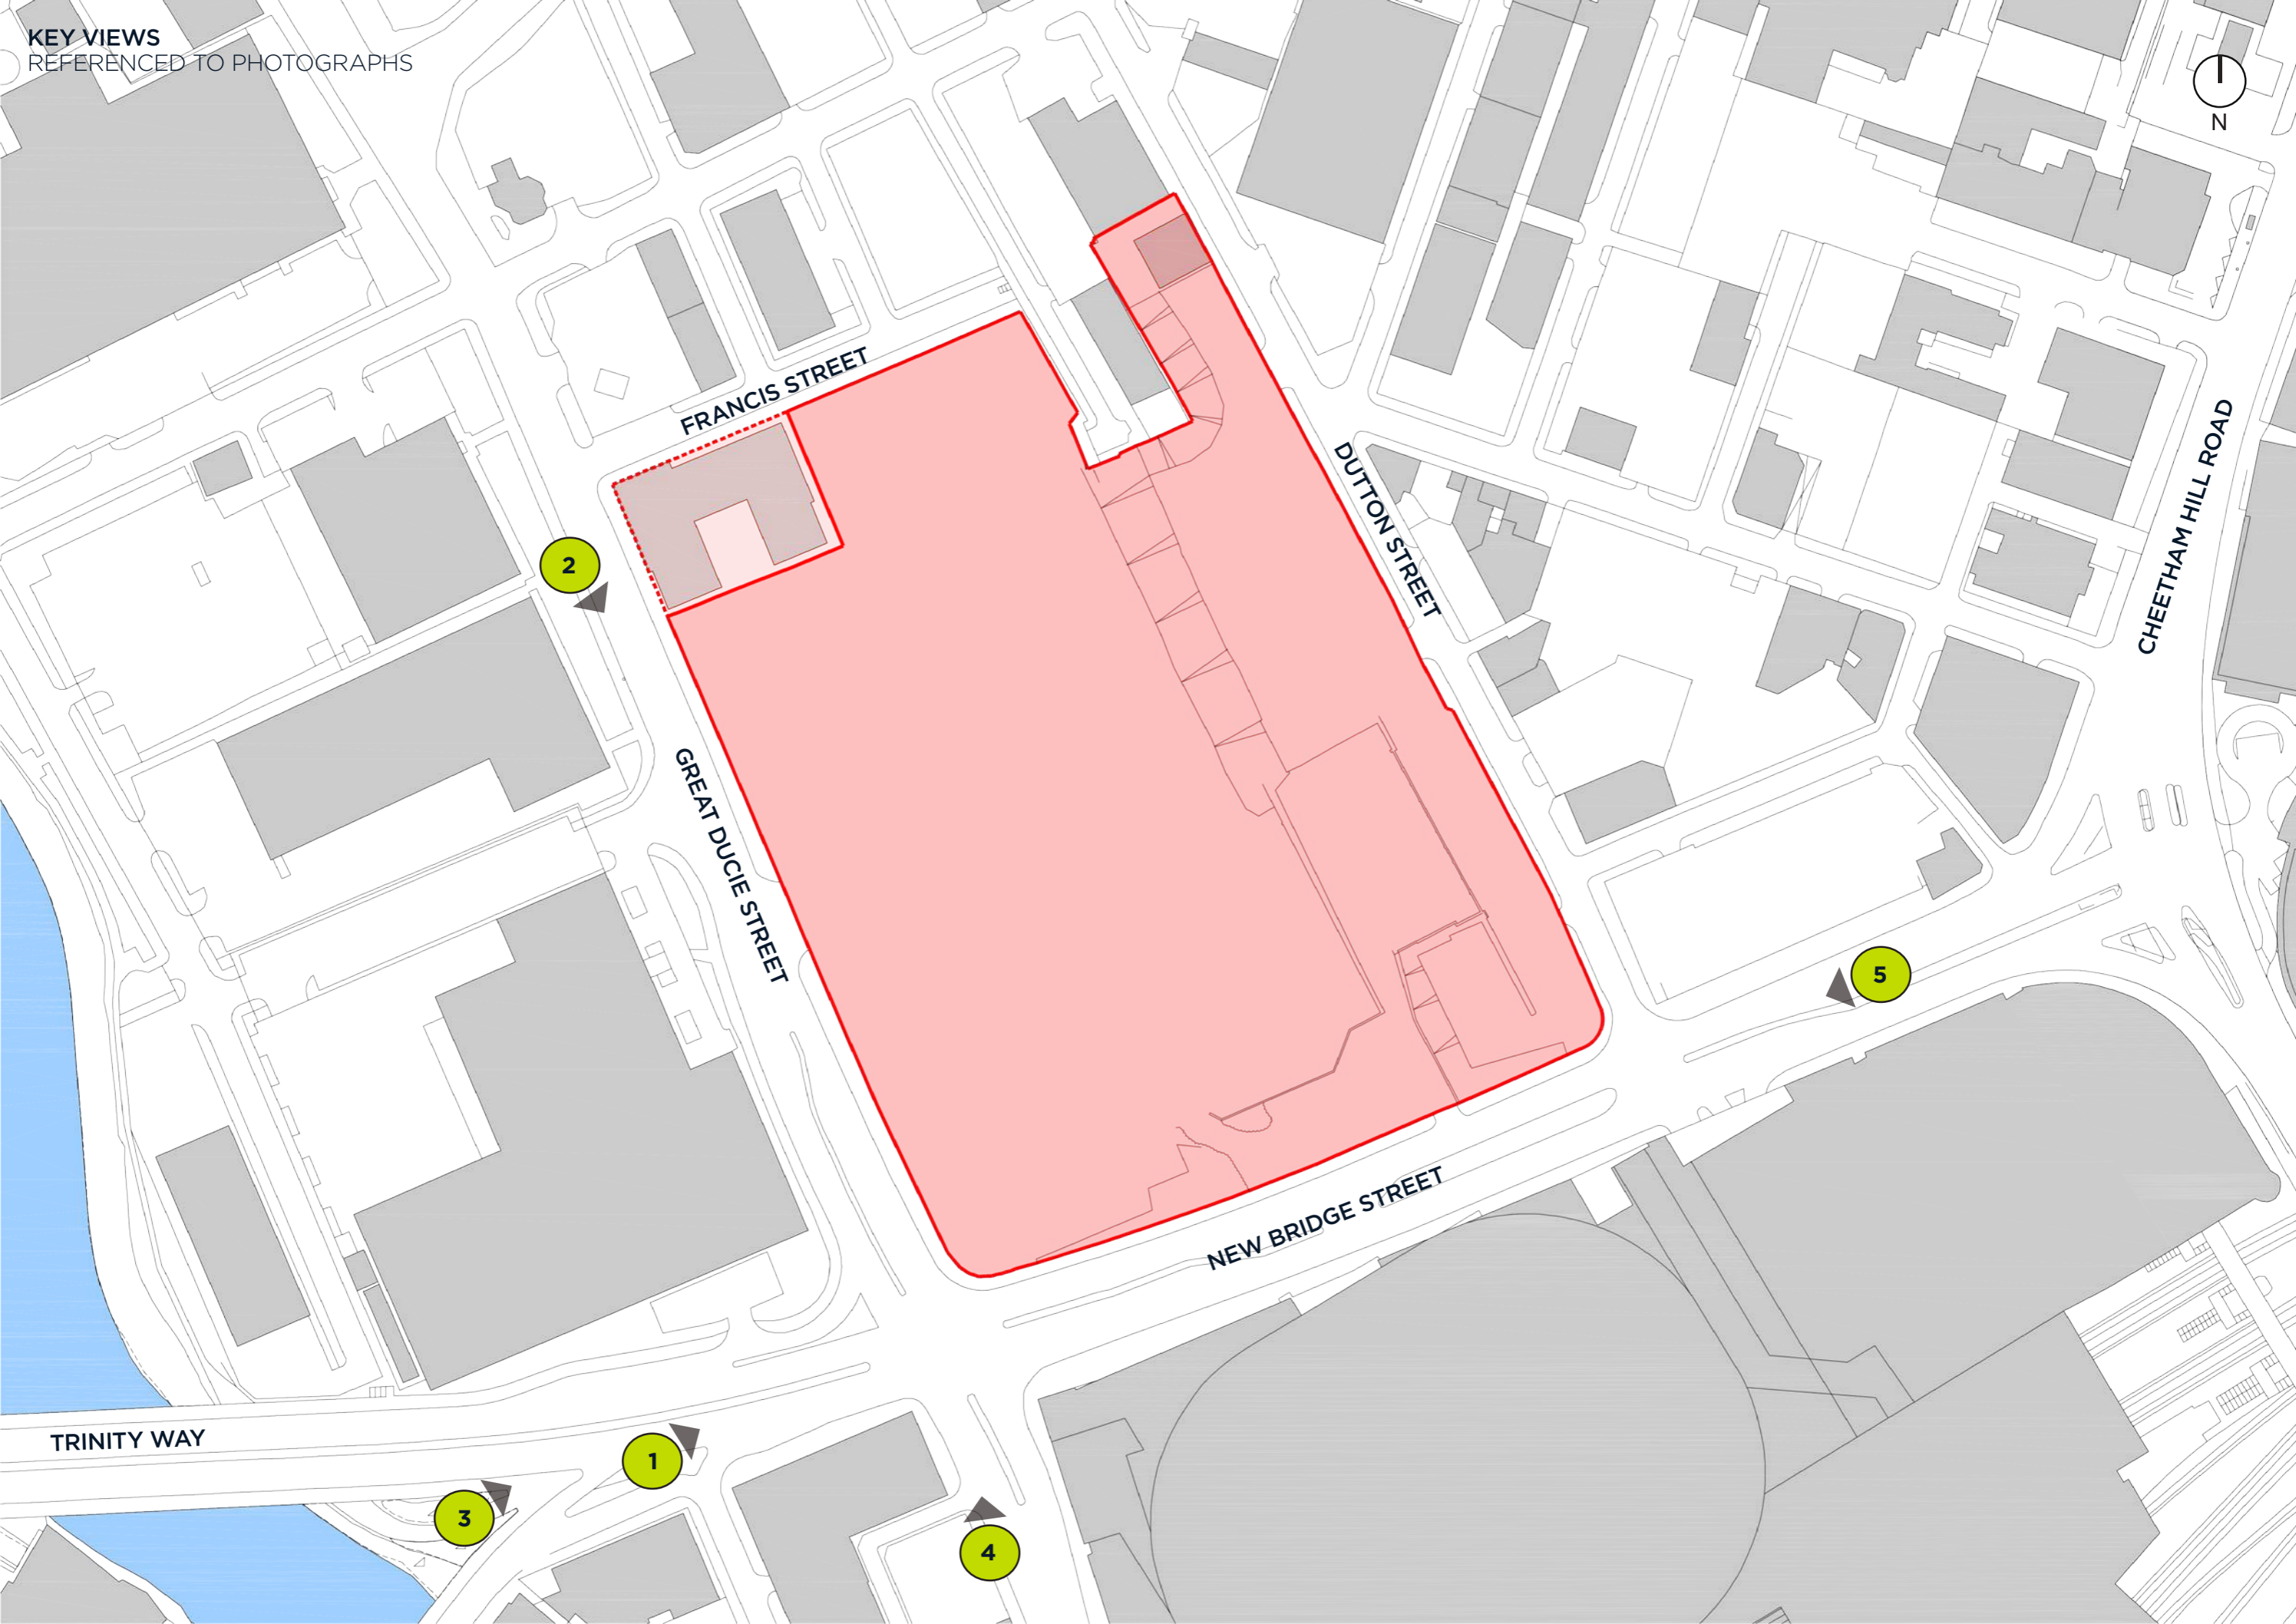 KEY VIEWS
REFERENCED TO PHOTOGRAPHS
N
FRANCIS STREET
DUTTON STREET
CHEETHAM HILL ROAD
2
GREAT DUCIE STREET
5
NEW BRIDGE STREET
TRINITY WAY
1
3
4